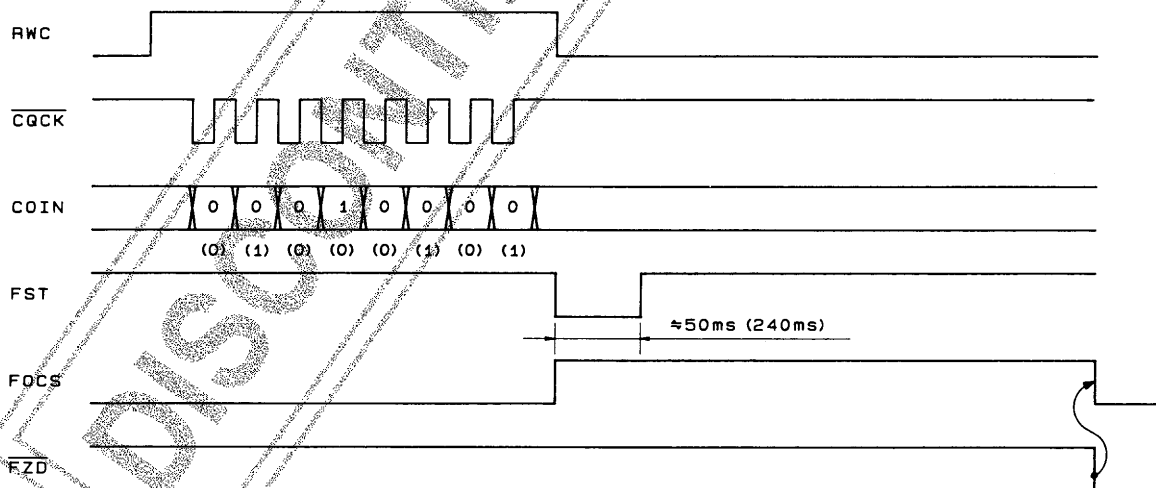 RWC
CQCK
COIN 0 0 0 1 0 0 0 0
(0) (1) (0) (0) (0) (1) (0) (1)
FST
≒50ms (240ms)
FOCS
FZD